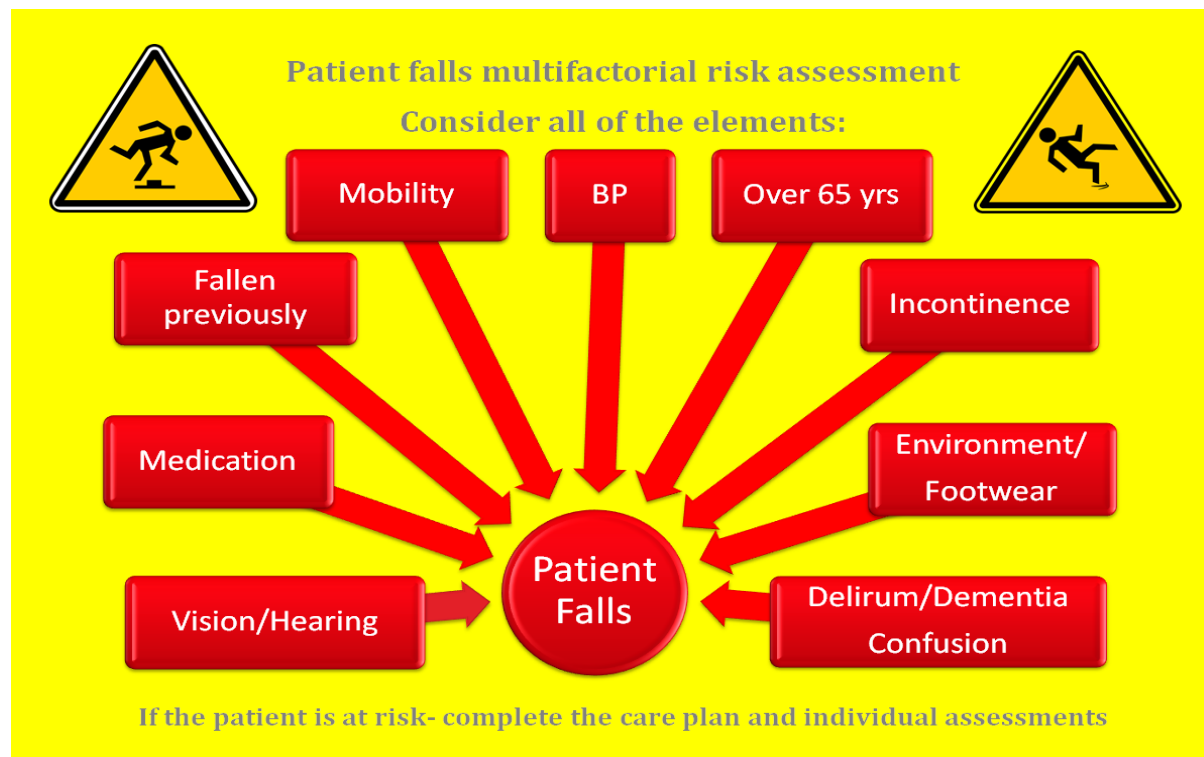 Patient falls multifactorial risk assessment
Consider all of the elements:
Mobility
BP
Over 65 yrs
Fallen
previously
Incontinence
Medication
Environment/
Footwear
Vision/Hearing
Patient
Falls
Delirum/Dementia
Confusion
If the patient is at risk- complete the care plan and individual assessments